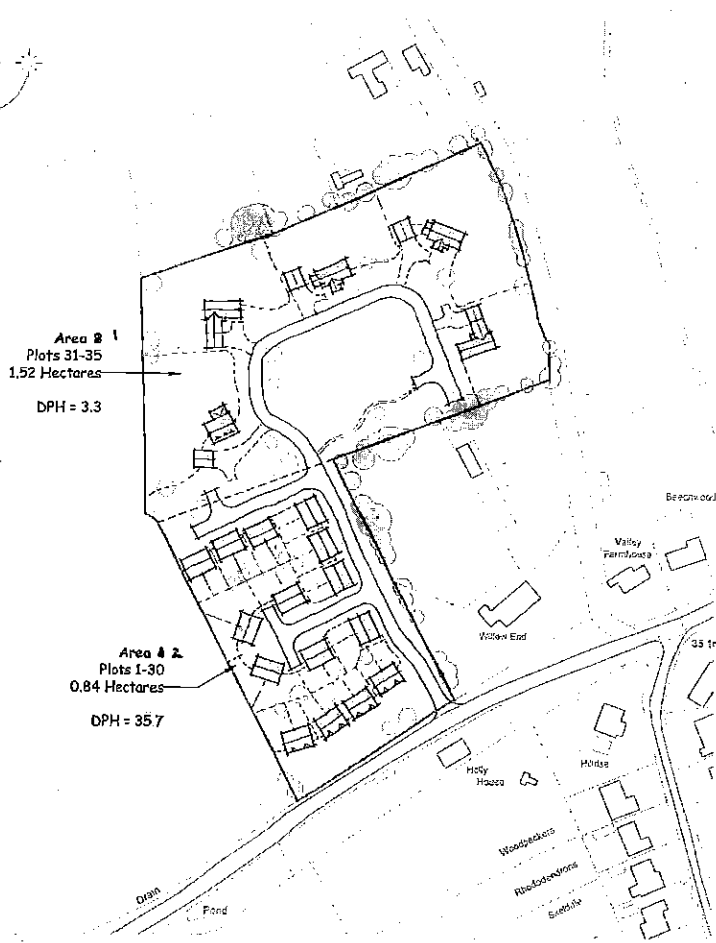 Area 2 1
Plots 31-35
1.52 Hectares
DPH = 3.3
Beechwood
Valley
Farmhouse
Willow End
35
Area 1 2
Plots 1-30
0.84 Hectares
DPH = 35.7
Holly
House
Woodpeckers
Rhododendrons
Drain
Pond